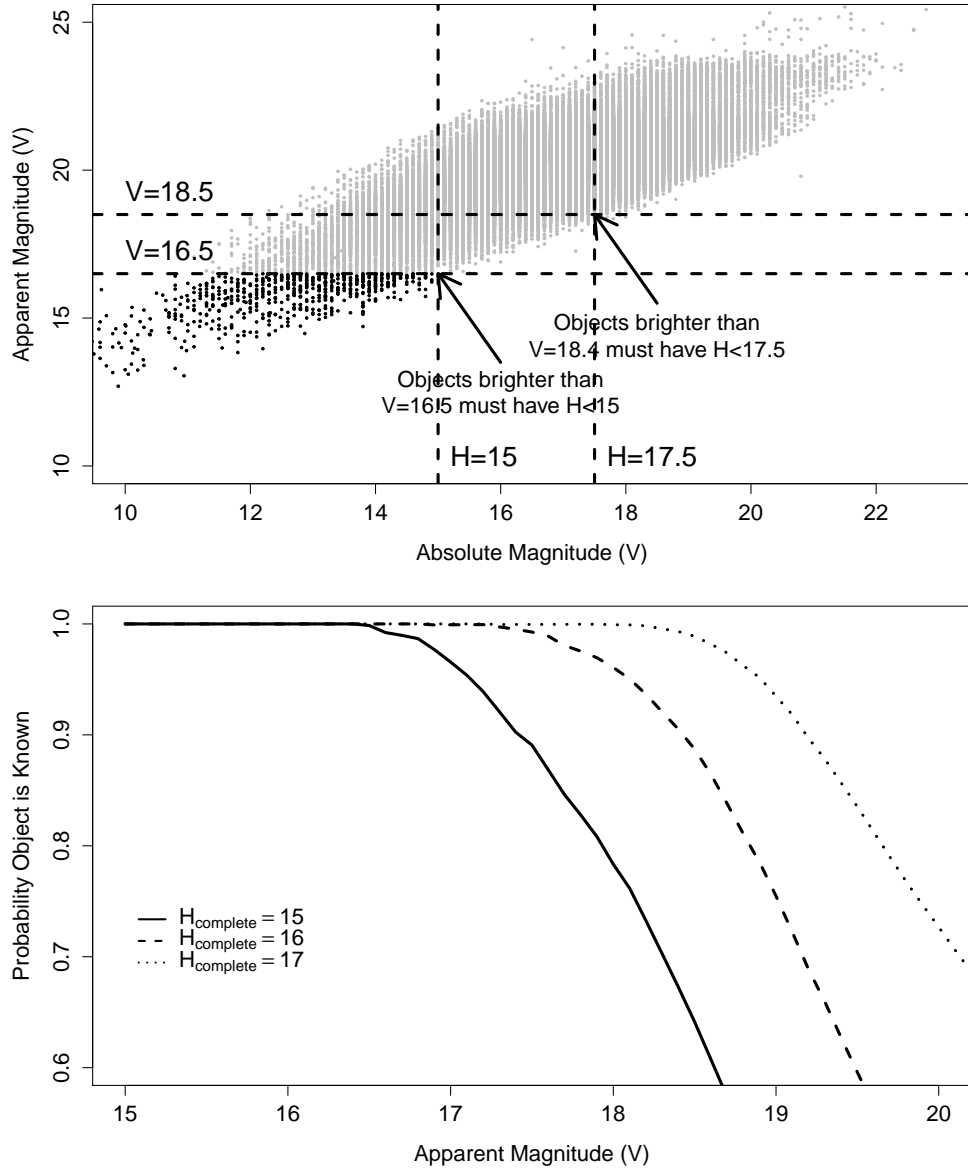 25
20
15
10
Apparent Magnitude (V)
V=18.5
V=16.5
Objects brighter than
V=18.4 must have H<17.5
Objects brighter than
V=16.5 must have H<15
H=15
H=17.5
10 12 14 16 18 20 22
Absolute Magnitude (V)
1.0
0.9
0.8
0.7
0.6
Probability Object is Known
Hcomplete = 15
Hcomplete = 16
Hcomplete = 17
15 16 17 18 19 20
Apparent Magnitude (V)